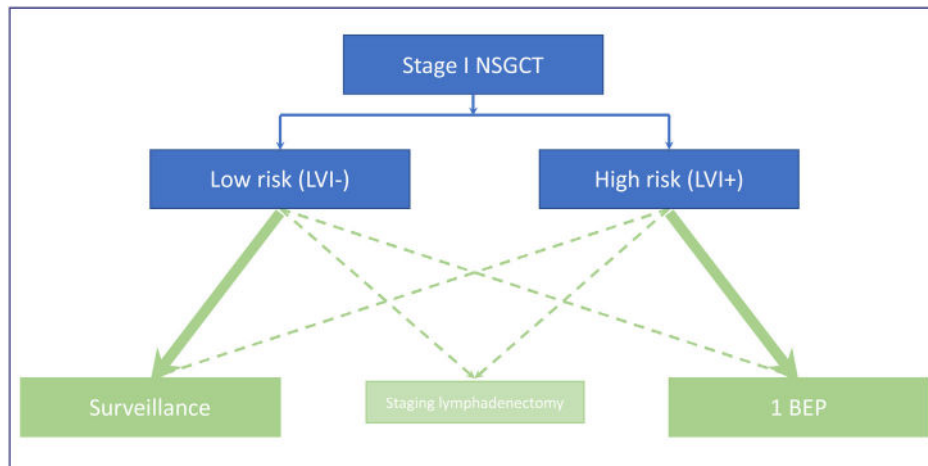 Stage I NSGCT
Low risk (LVI-)
High risk (LVI+)
Surveillance
Staging lymphadenectomy
1 BEP